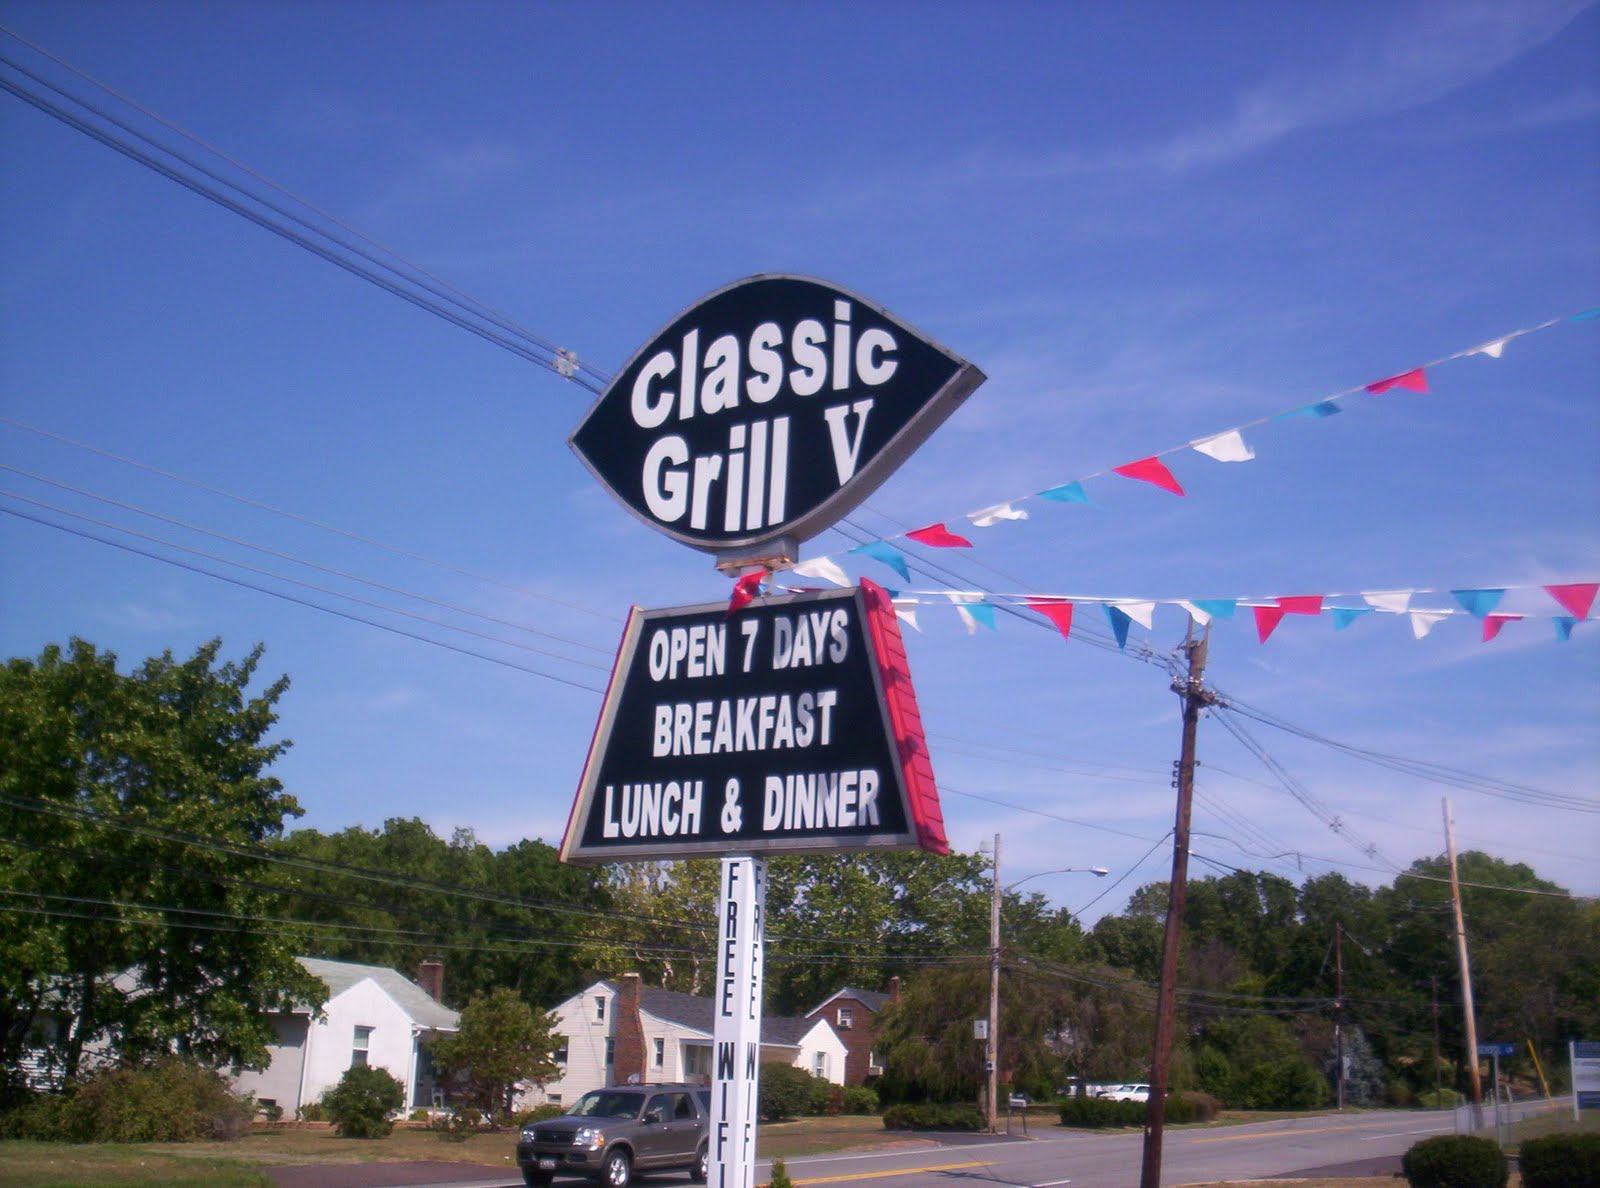 Classic
Grill V
OPEN 7 DAYS
BREAKFAST
LUNCH & DINNER
FREE WIFI
FREE WIFI